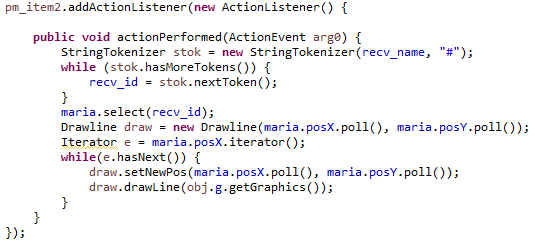 pm_item2.addActionListener(new ActionListener() {
public void actionPerformed(ActionEvent arg0) {
StringTokenizer stok = new StringTokenizer(recv_name, "#");
while (stok.hasMoreTokens()) {
recv_id = stok.nextToken();
}
maria.select(recv_id);
Drawline draw = new Drawline(maria.posX.poll(), maria.posY.poll());
Iterator e = maria.posX.iterator();
while(e.hasNext()) {
draw.setNewPos(maria.posX.poll(), maria.posY.poll());
draw.drawLine(obj.g.getGraphics());
}
}
});